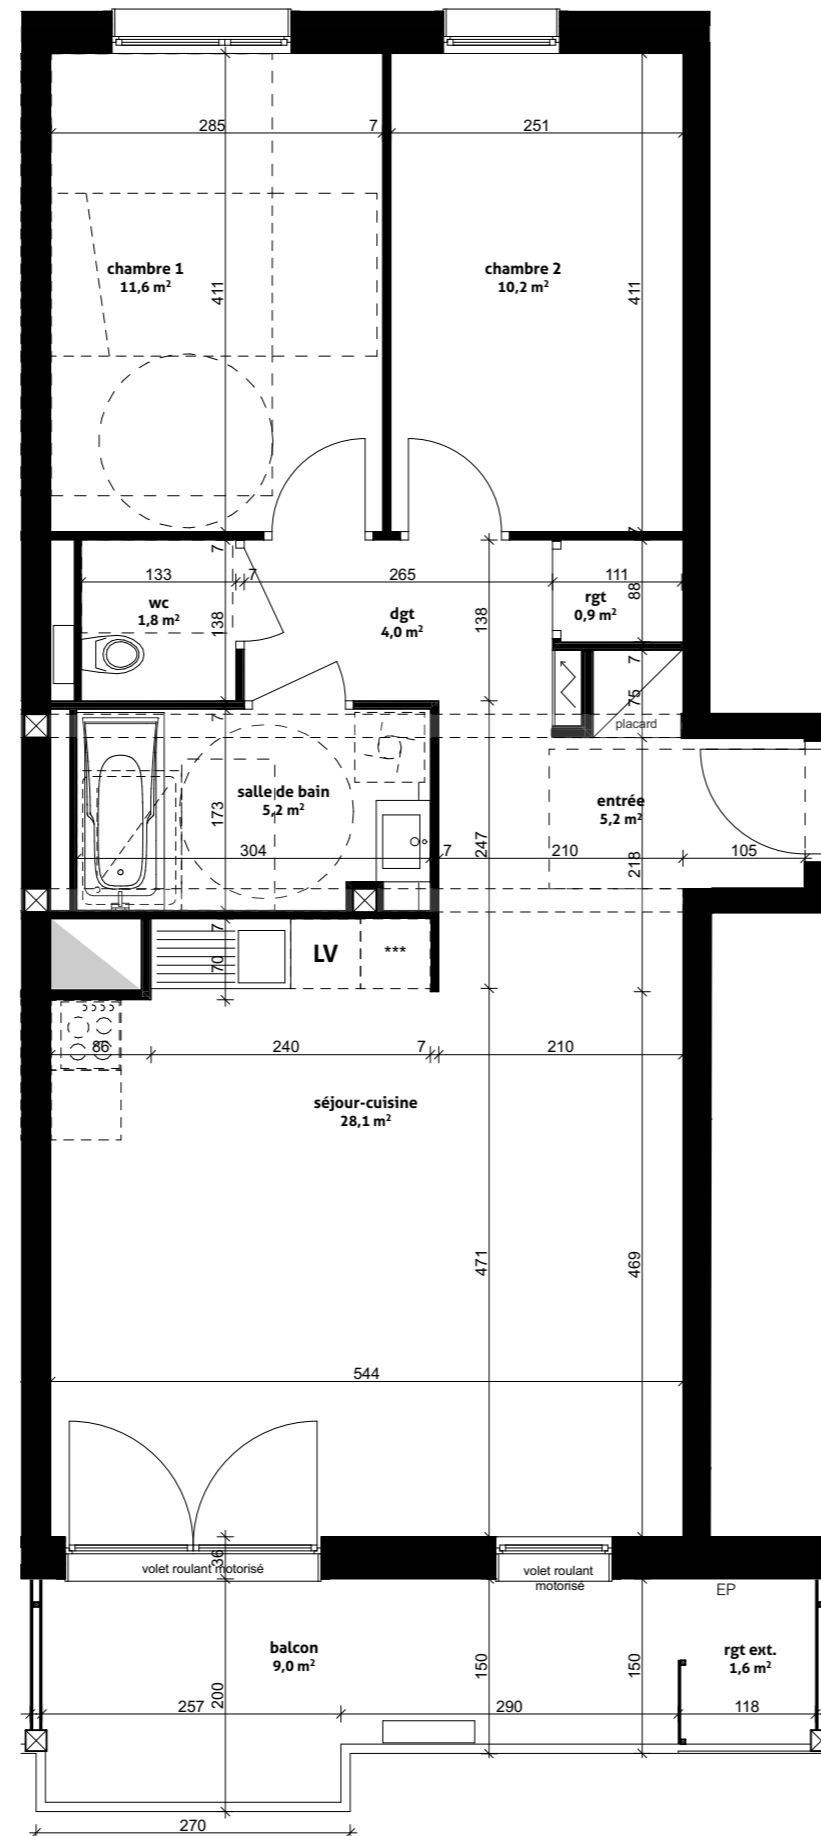 285
7
251
chambre 1
11,6 m²
chambre 2
10,2 m²
411
411
7
7
133
7
265
111
88
wc
1,8 m²
138
dgt
4,0 m²
138
rgt
0,9 m²
7
75
placard
7
salle de bain
5,2 m²
173
entrée
5,2 m²
304
7
247
210
218
105
7
70
LV
***
86
240
7
210
séjour-cuisine
28,1 m²
471
469
544
36
volet roulant motorisé
volet roulant
motorisé
EP
balcon
9,0 m²
rgt ext.
1,6 m²
200
150
150
257
290
118
270